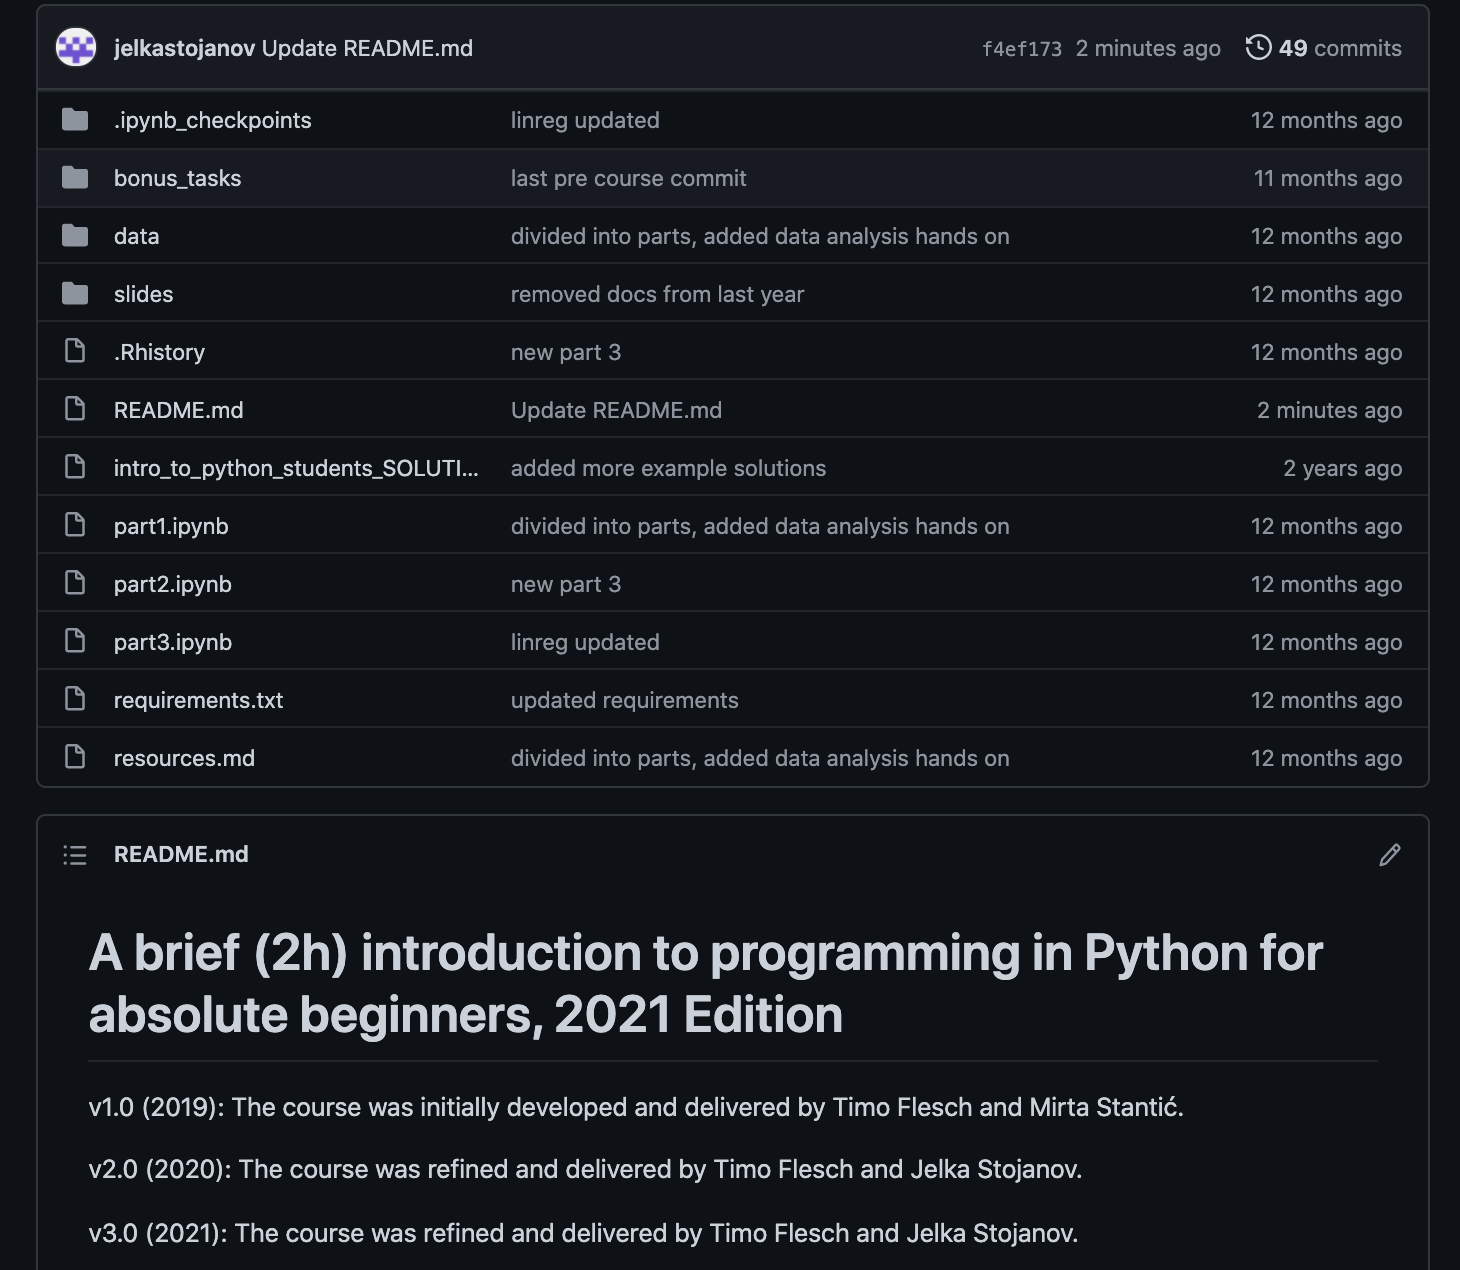 jelkastojanov Update README.md f4ef173 2 minutes ago 49 commits
.ipynb_checkpoints linreg updated 12 months ago
bonus_tasks last pre course commit 11 months ago
data divided into parts, added data analysis hands on 12 months ago
slides removed docs from last year 12 months ago
.Rhistory new part 3 12 months ago
README.md Update README.md 2 minutes ago
intro_to_python_students_SOLUTI... added more example solutions 2 years ago
part1.ipynb divided into parts, added data analysis hands on 12 months ago
part2.ipynb new part 3 12 months ago
part3.ipynb linreg updated 12 months ago
requirements.txt updated requirements 12 months ago
resources.md divided into parts, added data analysis hands on 12 months ago
README.md
A brief (2h) introduction to programming in Python for
absolute beginners, 2021 Edition
v1.0 (2019): The course was initially developed and delivered by Timo Flesch and Mirta Stantić.
v2.0 (2020): The course was refined and delivered by Timo Flesch and Jelka Stojanov.
v3.0 (2021): The course was refined and delivered by Timo Flesch and Jelka Stojanov.